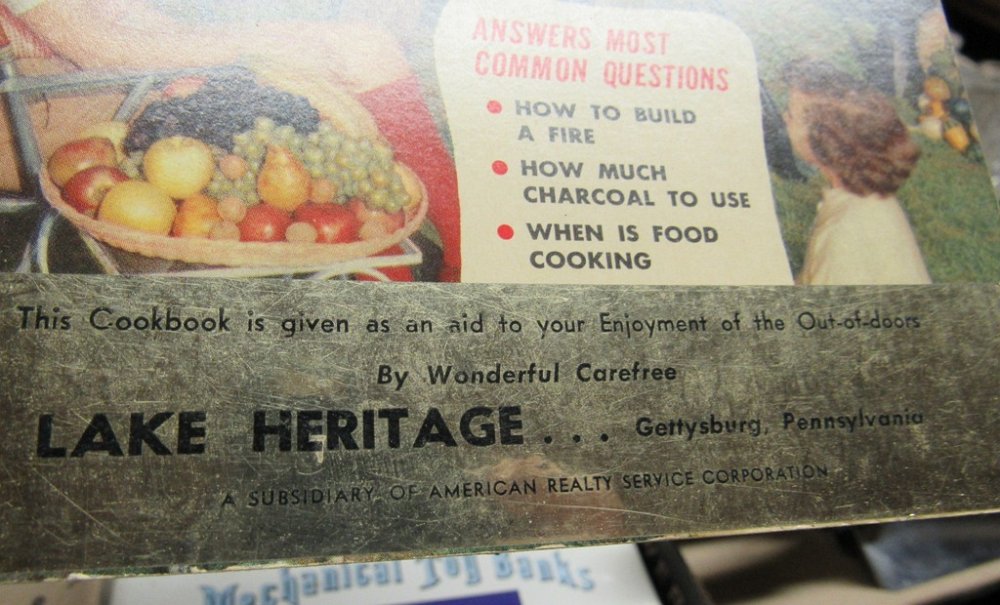 ANSWERS MOST
COMMON QUESTIONS
• HOW TO BUILD
A FIRE
• HOW MUCH
CHARCOAL TO USE
• WHEN IS FOOD
COOKING
This Cookbook is given as an aid to your Enjoyment of the Out-of-doors
By Wonderful Carefree
LAKE HERITAGE... Gettysburg, Pennsylvania
A SUBSIDIARY OF AMERICAN REALTY SERVICE CORPORATION
Mechanical Toy Banks